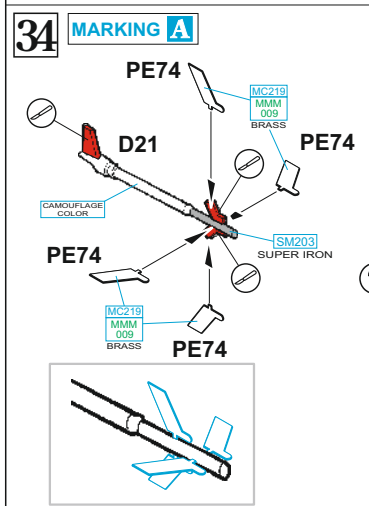 34
MARKING A
PE74
MC219
MMM
009
BRASS
D21
PE74
CAMOUFLAGE
COLOR
SM203
SUPER IRON
PE74
MC219
MMM
009
BRASS
PE74